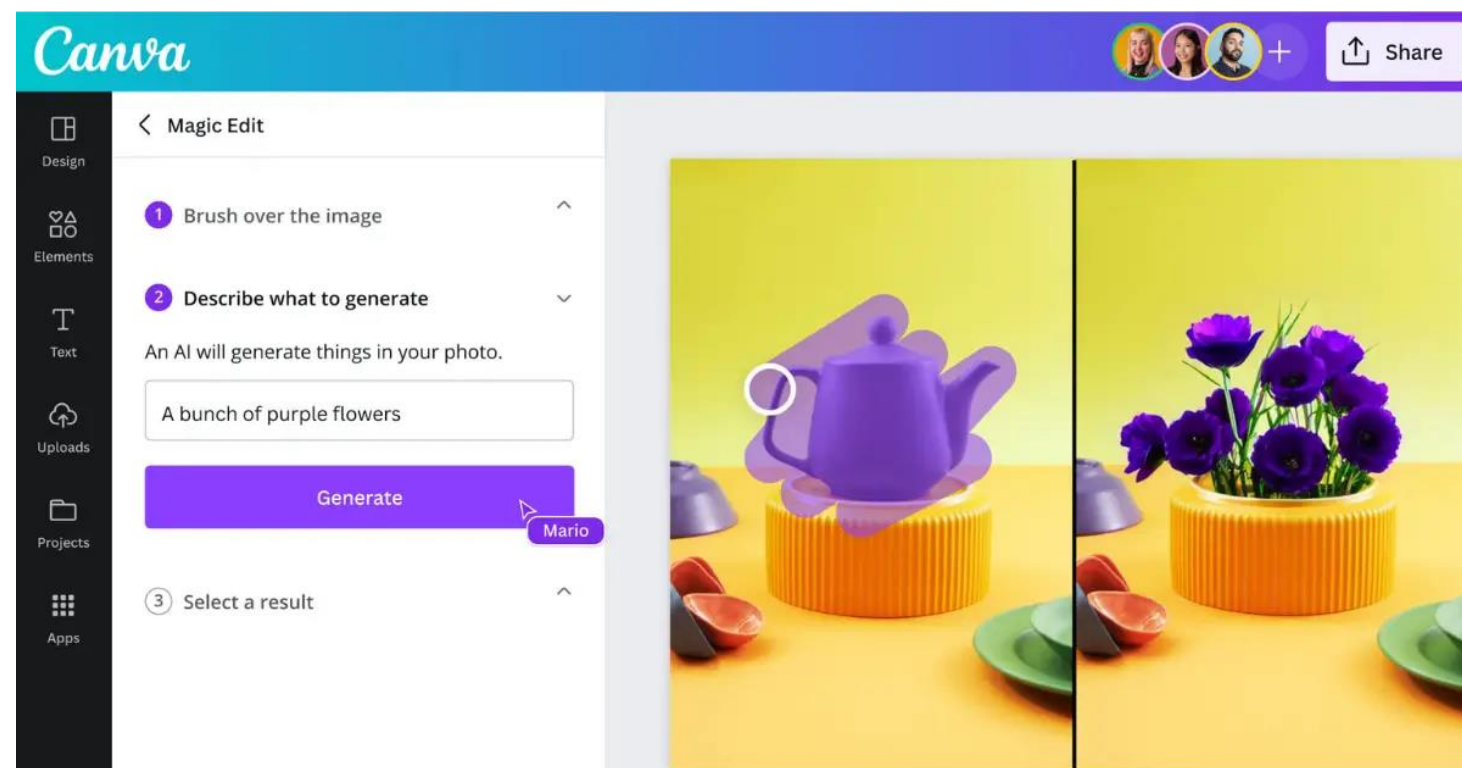 Canva
Share
Design
Elements
Text
Uploads
Projects
Apps
Magic Edit
1 Brush over the image
2 Describe what to generate
An AI will generate things in your photo.
A bunch of purple flowers
Generate
Mario
3 Select a result